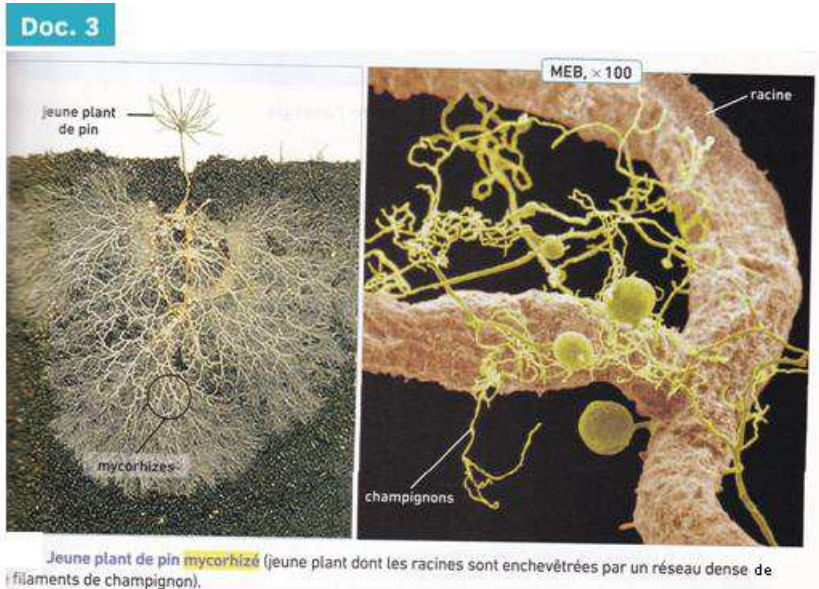 Doc. 3
MEB, ×100
jeune plant
de pin
racine
mycorhizes
champignons
Jeune plant de pin mycorhizé (jeune plant dont les racines sont enchevêtrées par un réseau dense de
filaments de champignon).